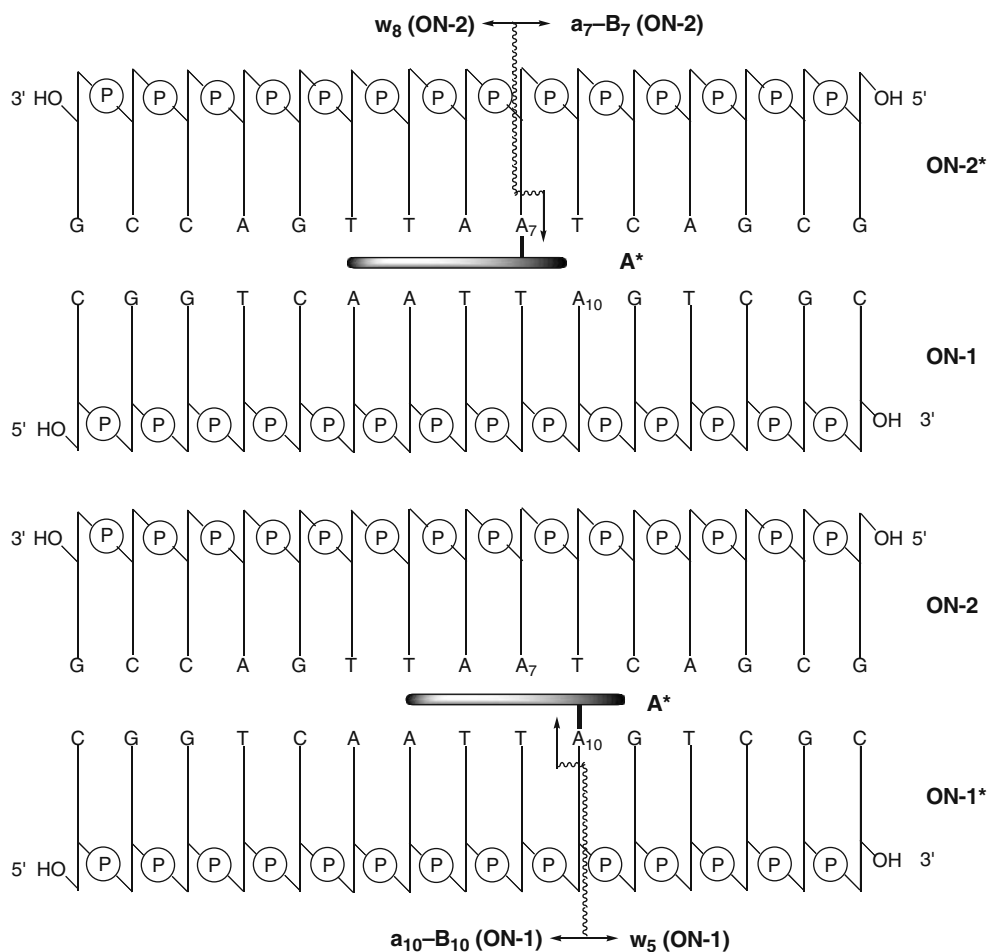 w₈ (ON-2) a₇–B₇ (ON-2)
3' HO P P P P P P P P P P P P P P OH 5'
ON-2*
G C C A G T T A A₇ T C A G C G
A*
C G G T C A A T T A₁₀ G T C G C
ON-1
5' HO P P P P P P P P P P P P P P OH 3'
3' HO P P P P P P P P P P P P P P OH 5'
ON-2
G C C A G T T A A₇ T C A G C G
A*
C G G T C A A T T A₁₀ G T C G C
ON-1*
5' HO P P P P P P P P P P P P P P OH 3'
a₁₀–B₁₀ (ON-1) w₅ (ON-1)